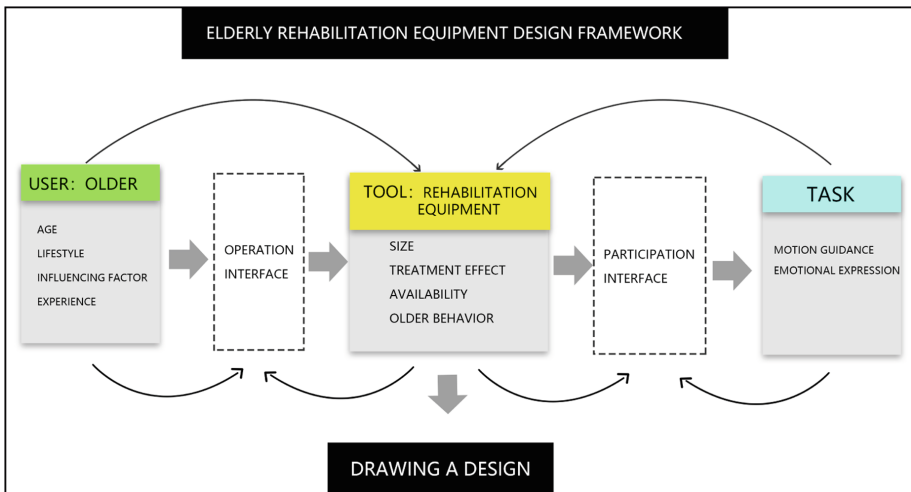 ELDERLY REHABILITATION EQUIPMENT DESIGN FRAMEWORK
USER: OLDER
AGE
LIFESTYLE
INFLUENCING FACTOR
EXPERIENCE
OPERATION
INTERFACE
TOOL: REHABILITATION
EQUIPMENT
SIZE
TREATMENT EFFECT
AVAILABILITY
OLDER BEHAVIOR
PARTICIPATION
INTERFACE
TASK
MOTION GUIDANCE
EMOTIONAL EXPRESSION
DRAWING A DESIGN